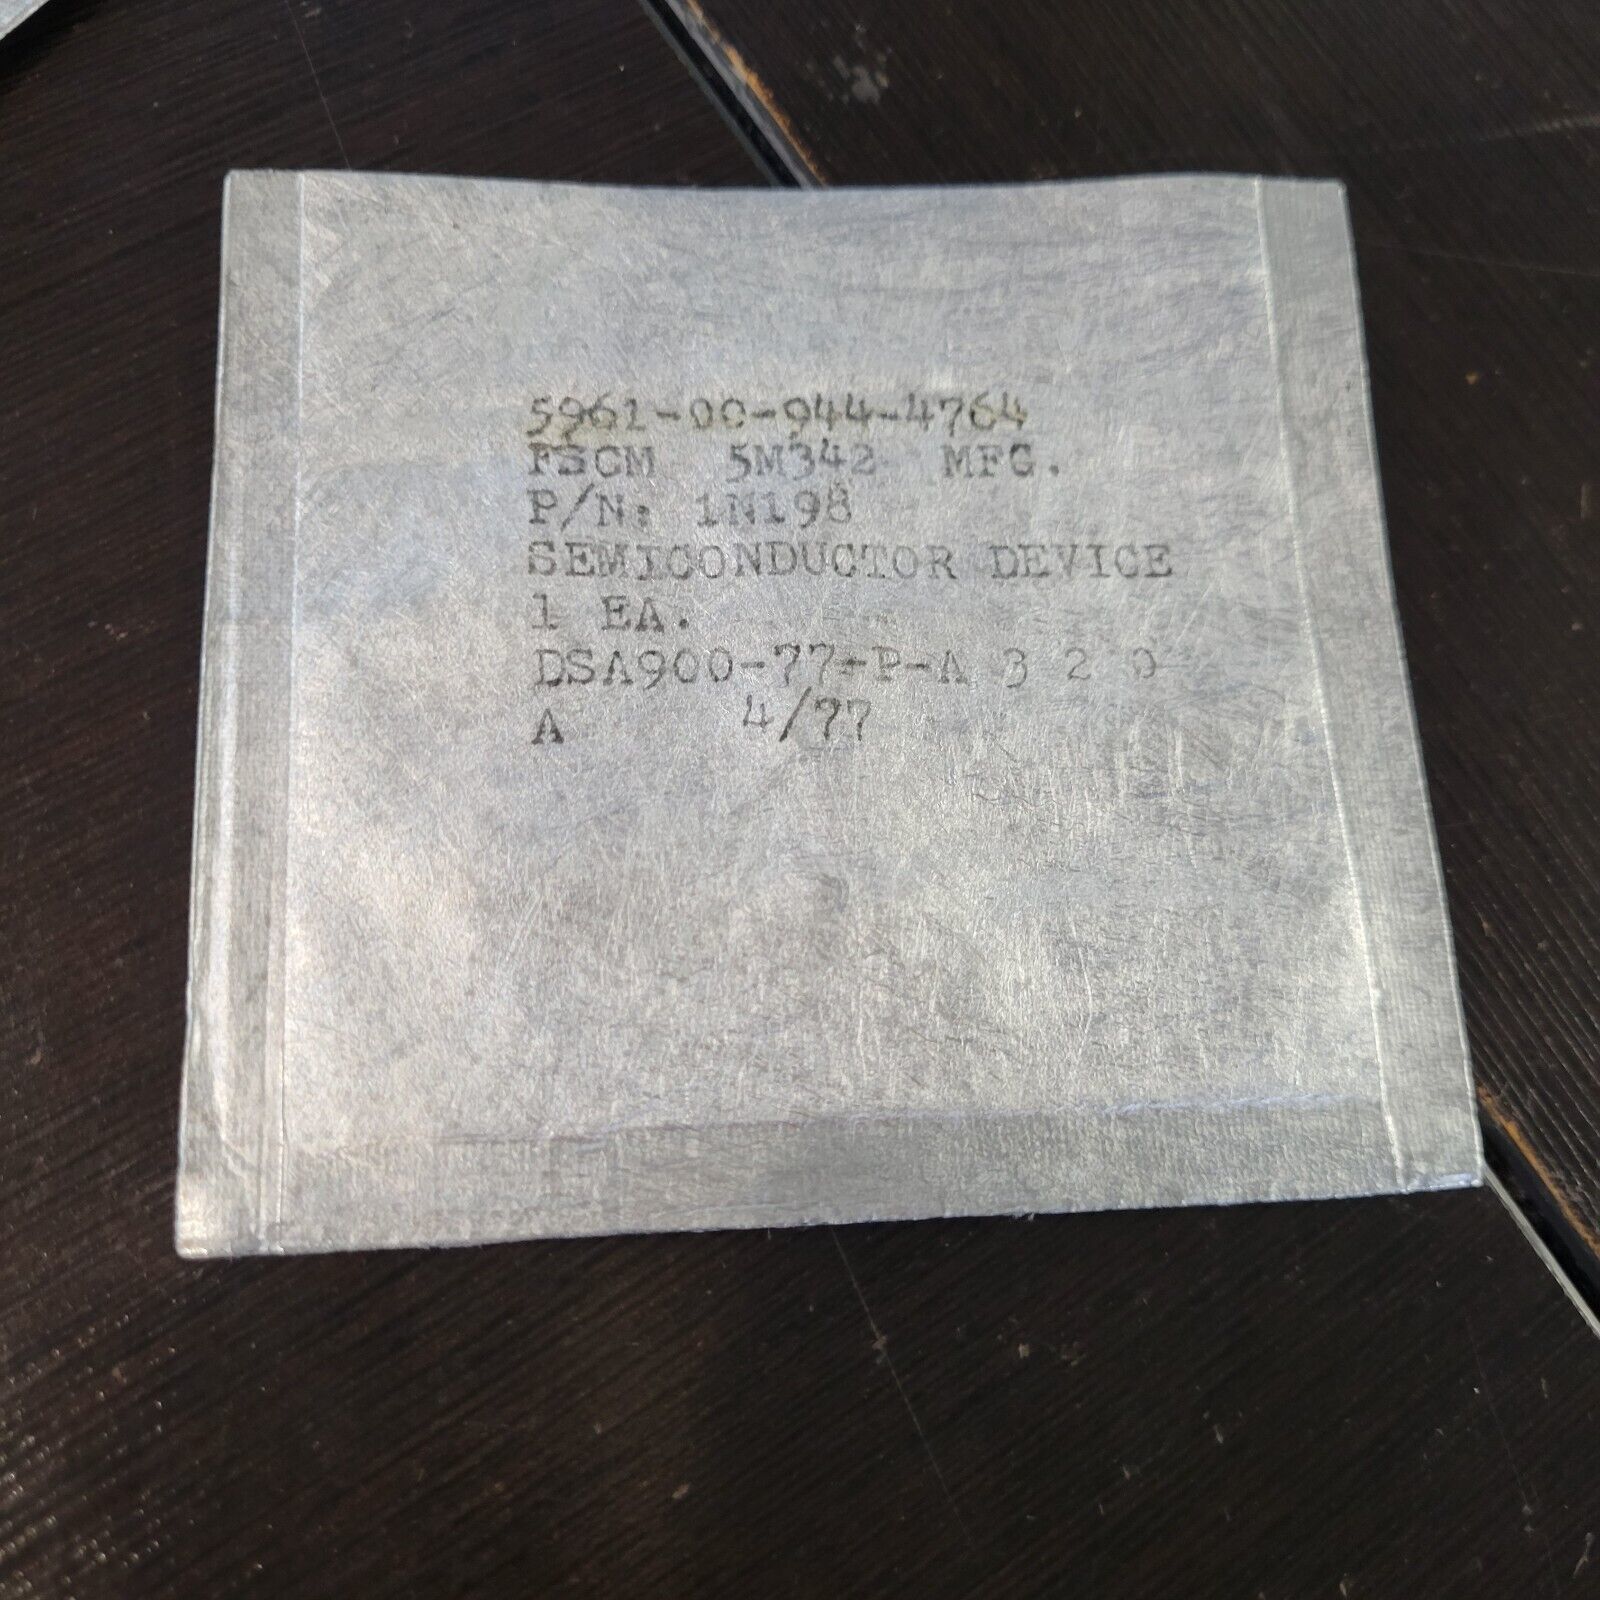 5961-00-944-4764
FSCM 5M342 MFG.
P/N: 1N198
SEMICONDUCTOR DEVICE
1 EA.
DSA900-77-P-A 3 2 0
A 4/77